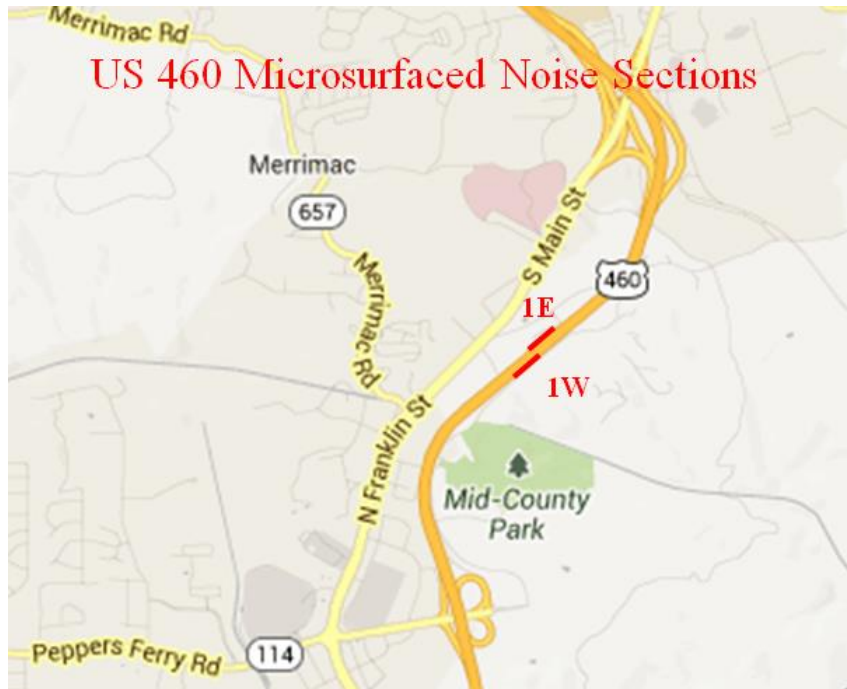 Merrimac Rd
US 460 Microsurfaced Noise Sections
Merrimac
657
S Main St
460
Merrimac Rd
1E
1W
N Franklin St
Mid-County
Park
Peppers Ferry Rd
114